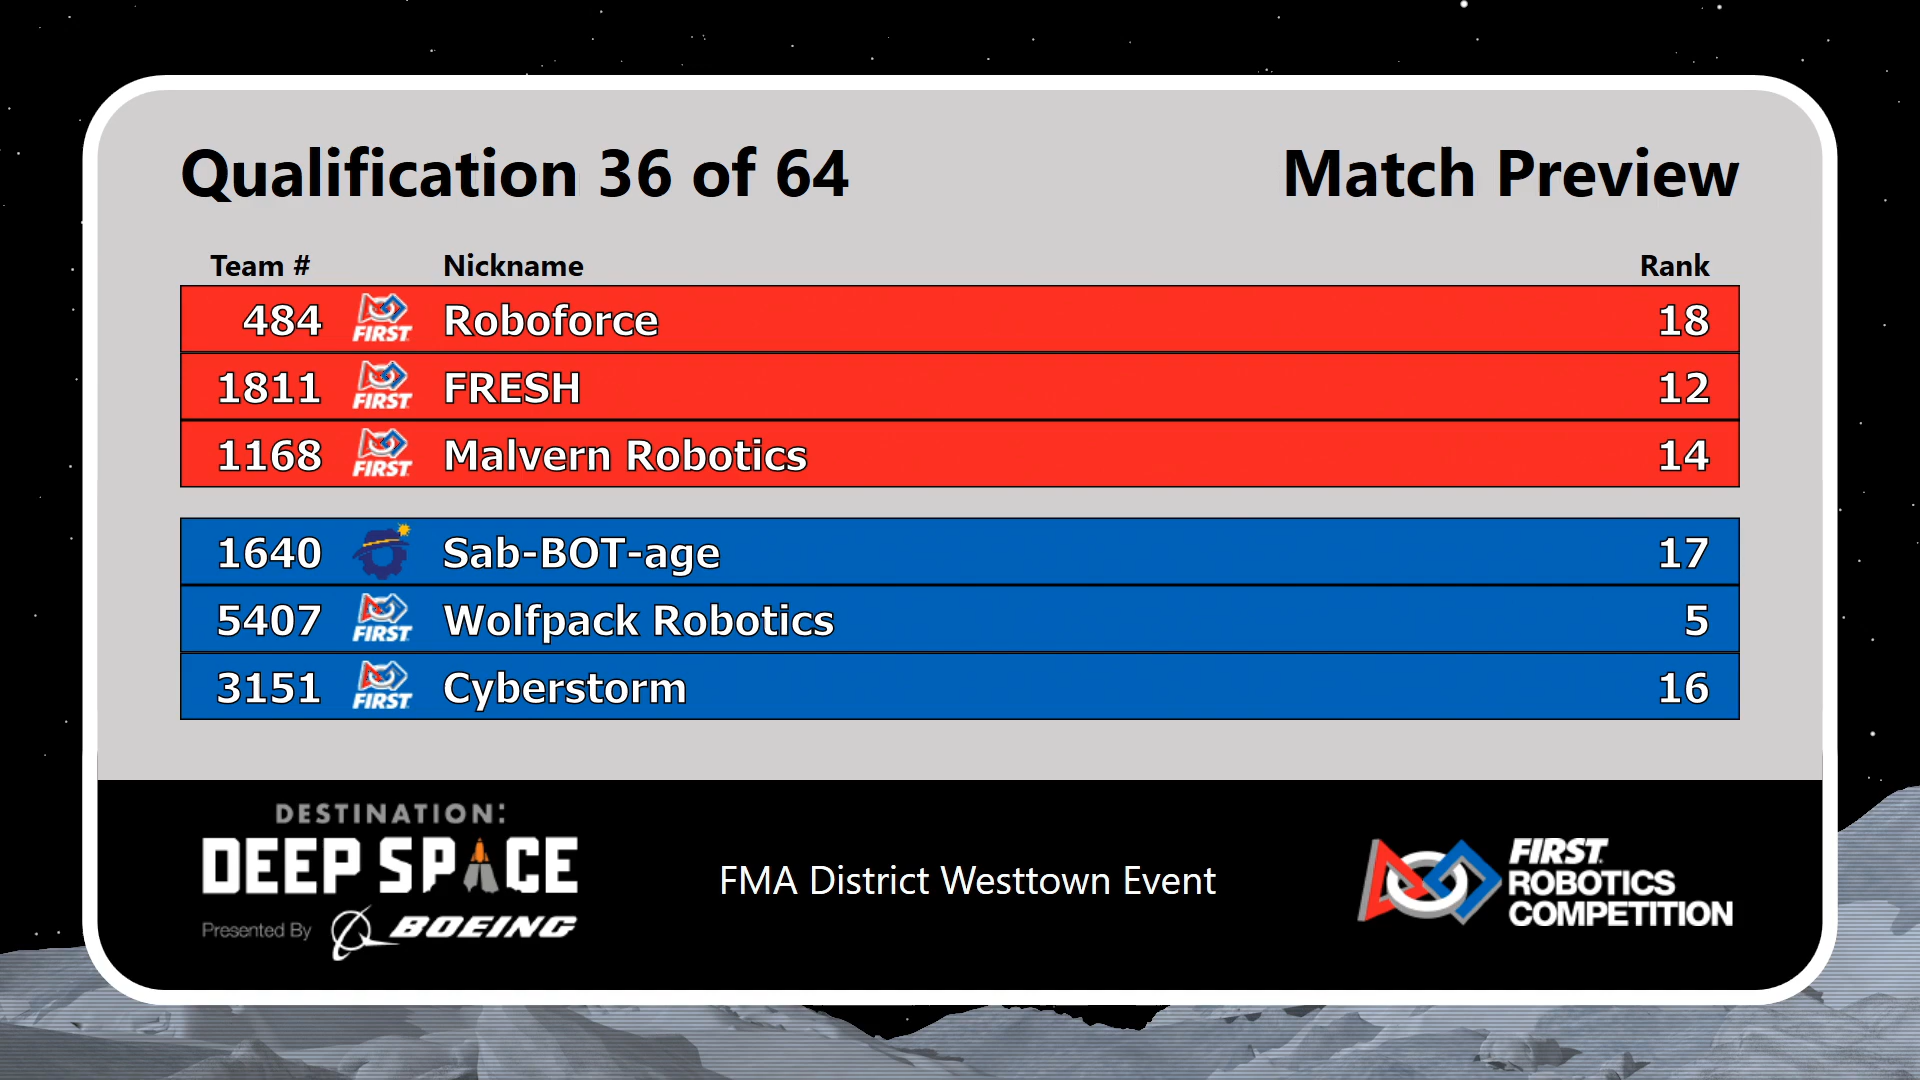 Qualification 36 of 64 Match Preview
Team # Nickname Rank
484 FIRST Roboforce 18
1811 FIRST FRESH 12
1168 FIRST Malvern Robotics 14
1640 Sab-BOT-age 17
5407 FIRST Wolfpack Robotics 5
3151 FIRST Cyberstorm 16
DESTINATION:
DEEP SPACE
Presented By BOEING
FMA District Westtown Event
FIRST
ROBOTICS
COMPETITION